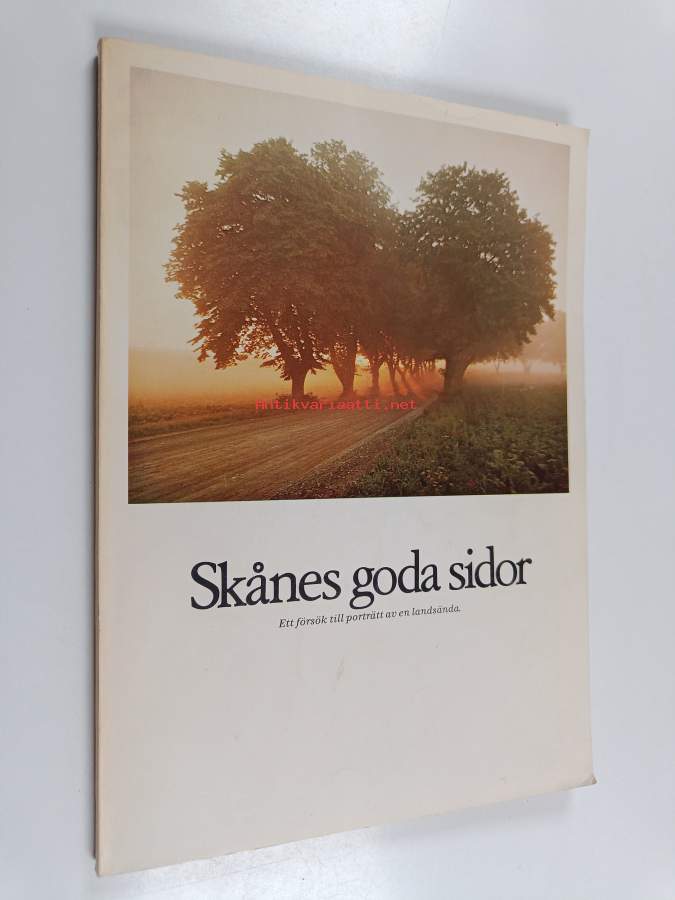 Antikvariaatti.net
Skånes goda sidor
Ett försök till porträtt av en landsända.